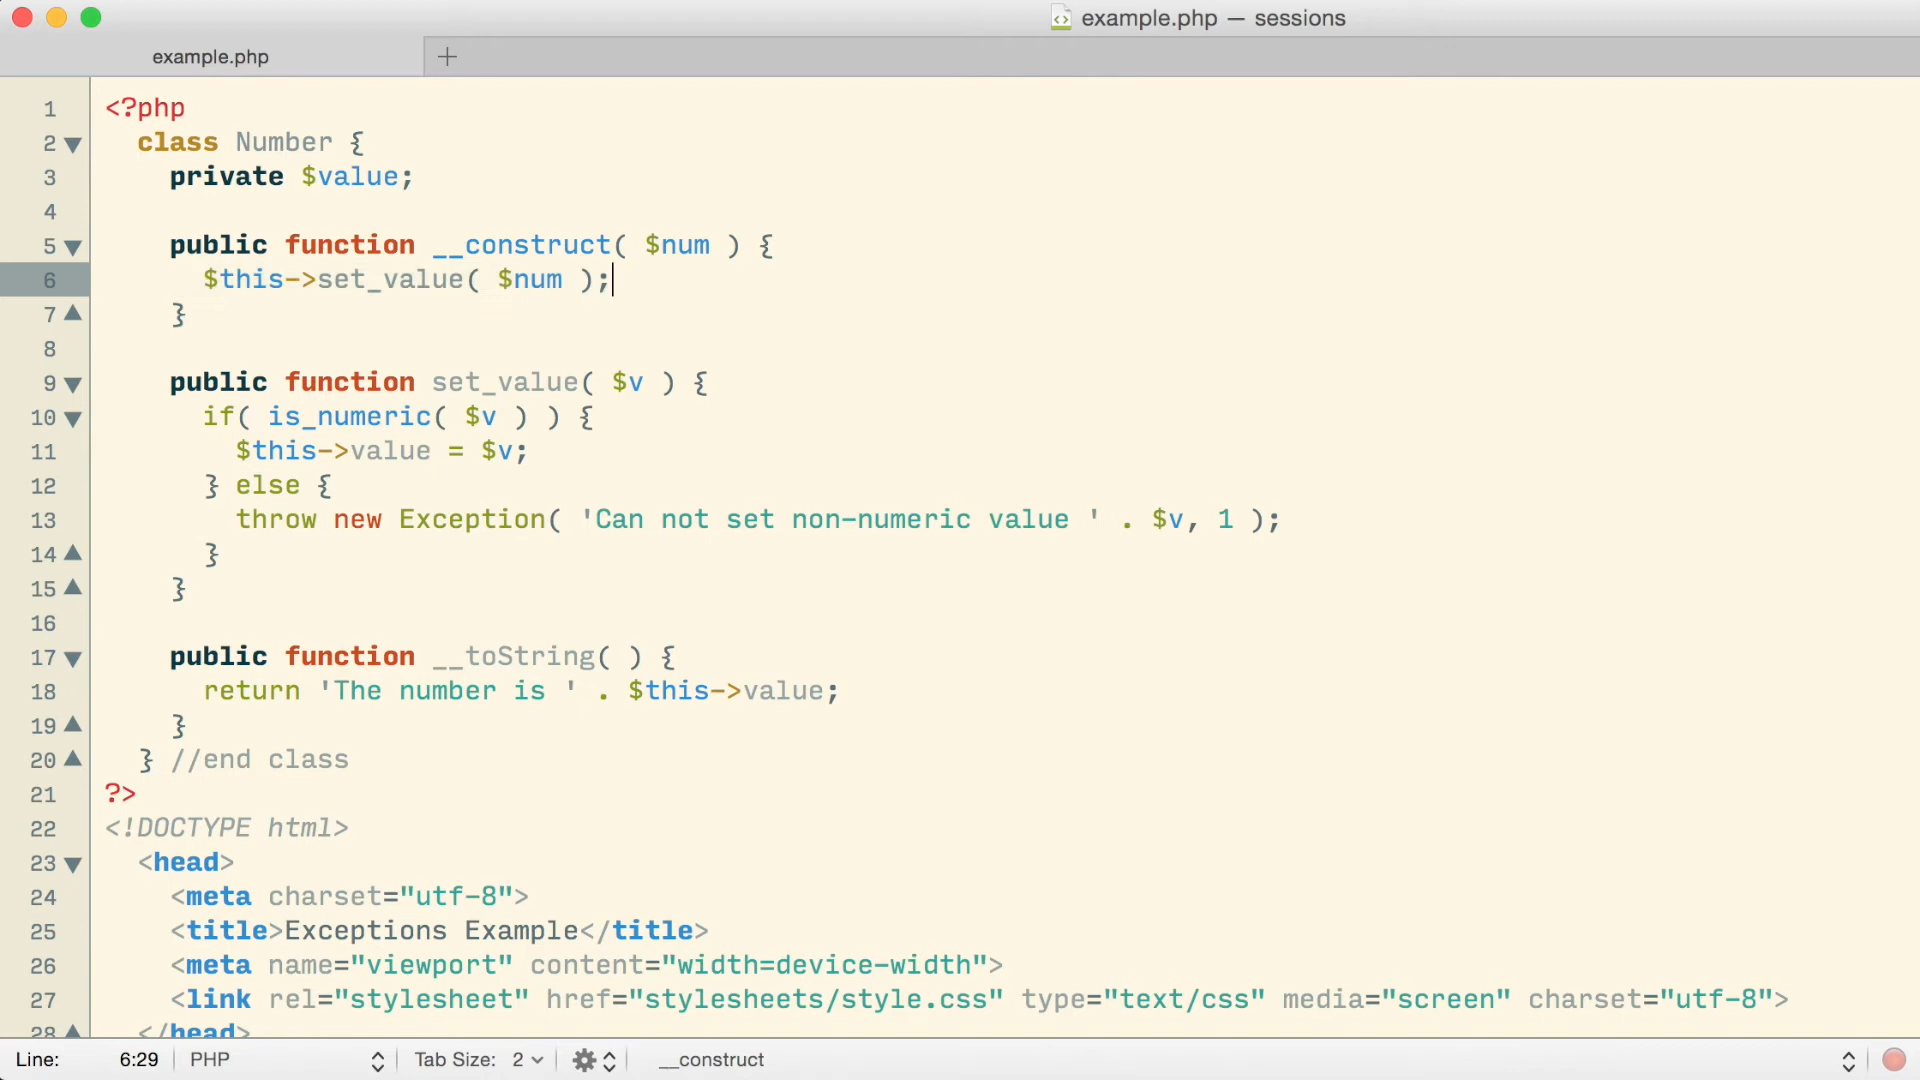 example.php — sessions
example.php
1 <?php
2 class Number {
3 private $value;
4
5 public function __construct( $num ) {
6 $this->set_value( $num );
7 }
8
9 public function set_value( $v ) {
10 if( is_numeric( $v ) ) {
11 $this->value = $v;
12 } else {
13 throw new Exception( 'Can not set non-numeric value ' . $v, 1 );
14 }
15 }
16
17 public function __toString( ) {
18 return 'The number is ' . $this->value;
19 }
20 } //end class
21 ?>
22 <!DOCTYPE html>
23 <head>
24 <meta charset="utf-8">
25 <title>Exceptions Example</title>
26 <meta name="viewport" content="width=device-width">
27 <link rel="stylesheet" href="stylesheets/style.css" type="text/css" media="screen" charset="utf-8">
28 </head>
Line: 6:29 PHP Tab Size: 2 __construct